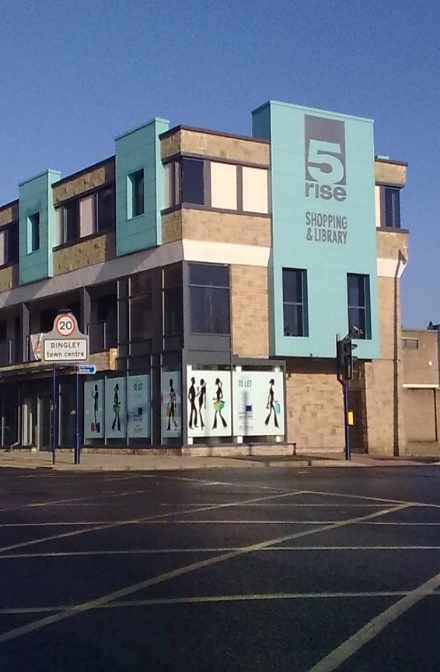 5
rise
SHOPPING
& LIBRARY
20
BINGLEY
town centre
TO LET
TO LET